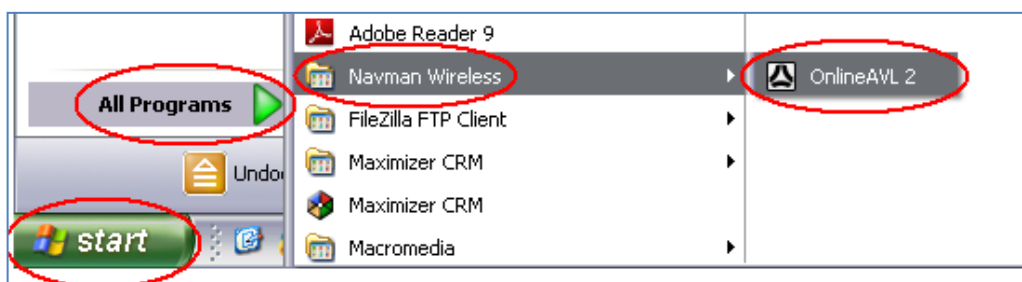 Adobe Reader 9
Navman Wireless
OnlineAVL 2
All Programs
FileZilla FTP Client
Maximizer CRM
Maximizer CRM
Macromedia
start